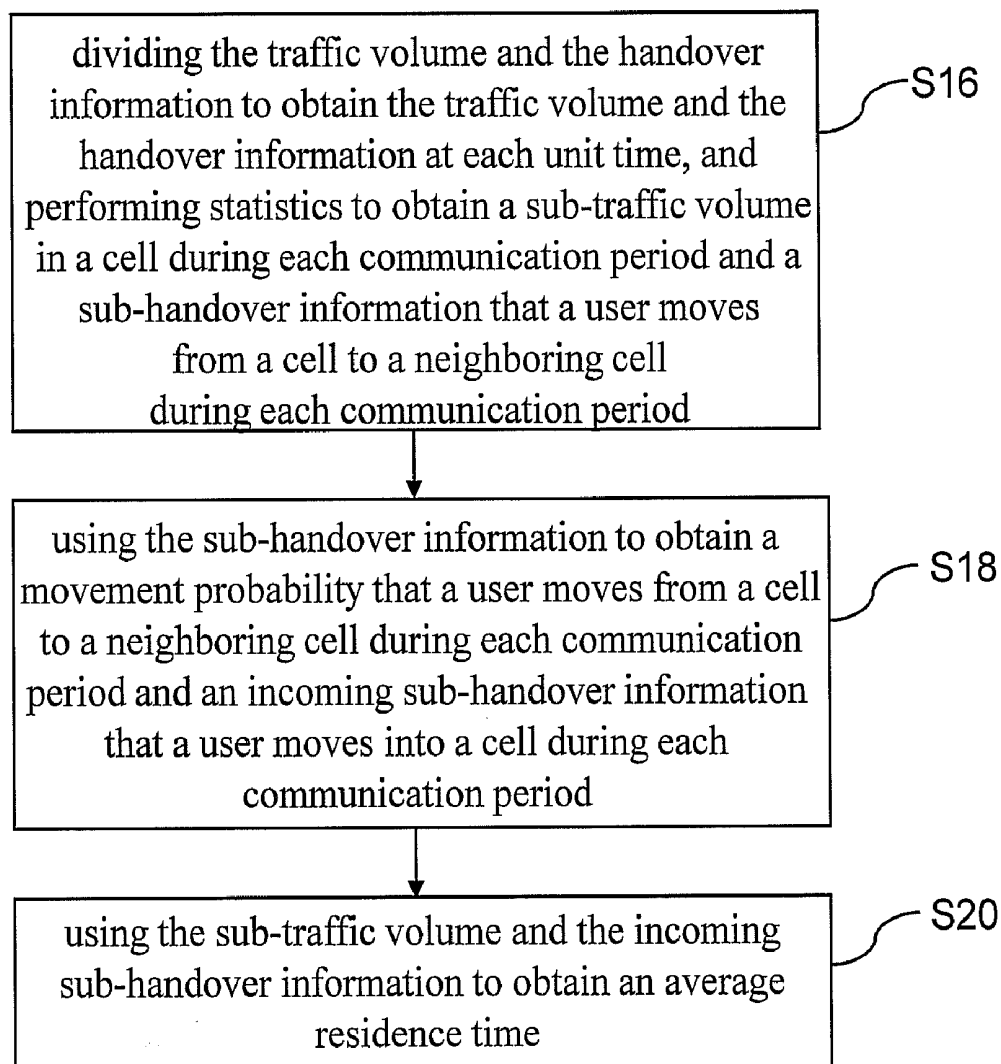 dividing the traffic volume and the handover
information to obtain the traffic volume and the
handover information at each unit time, and
performing statistics to obtain a sub-traffic volume
in a cell during each communication period and a
sub-handover information that a user moves
from a cell to a neighboring cell
during each communication period
S16
using the sub-handover information to obtain a
movement probability that a user moves from a cell
to a neighboring cell during each communication
period and an incoming sub-handover information
that a user moves into a cell during each
communication period
S18
using the sub-traffic volume and the incoming
sub-handover information to obtain an average
residence time
S20